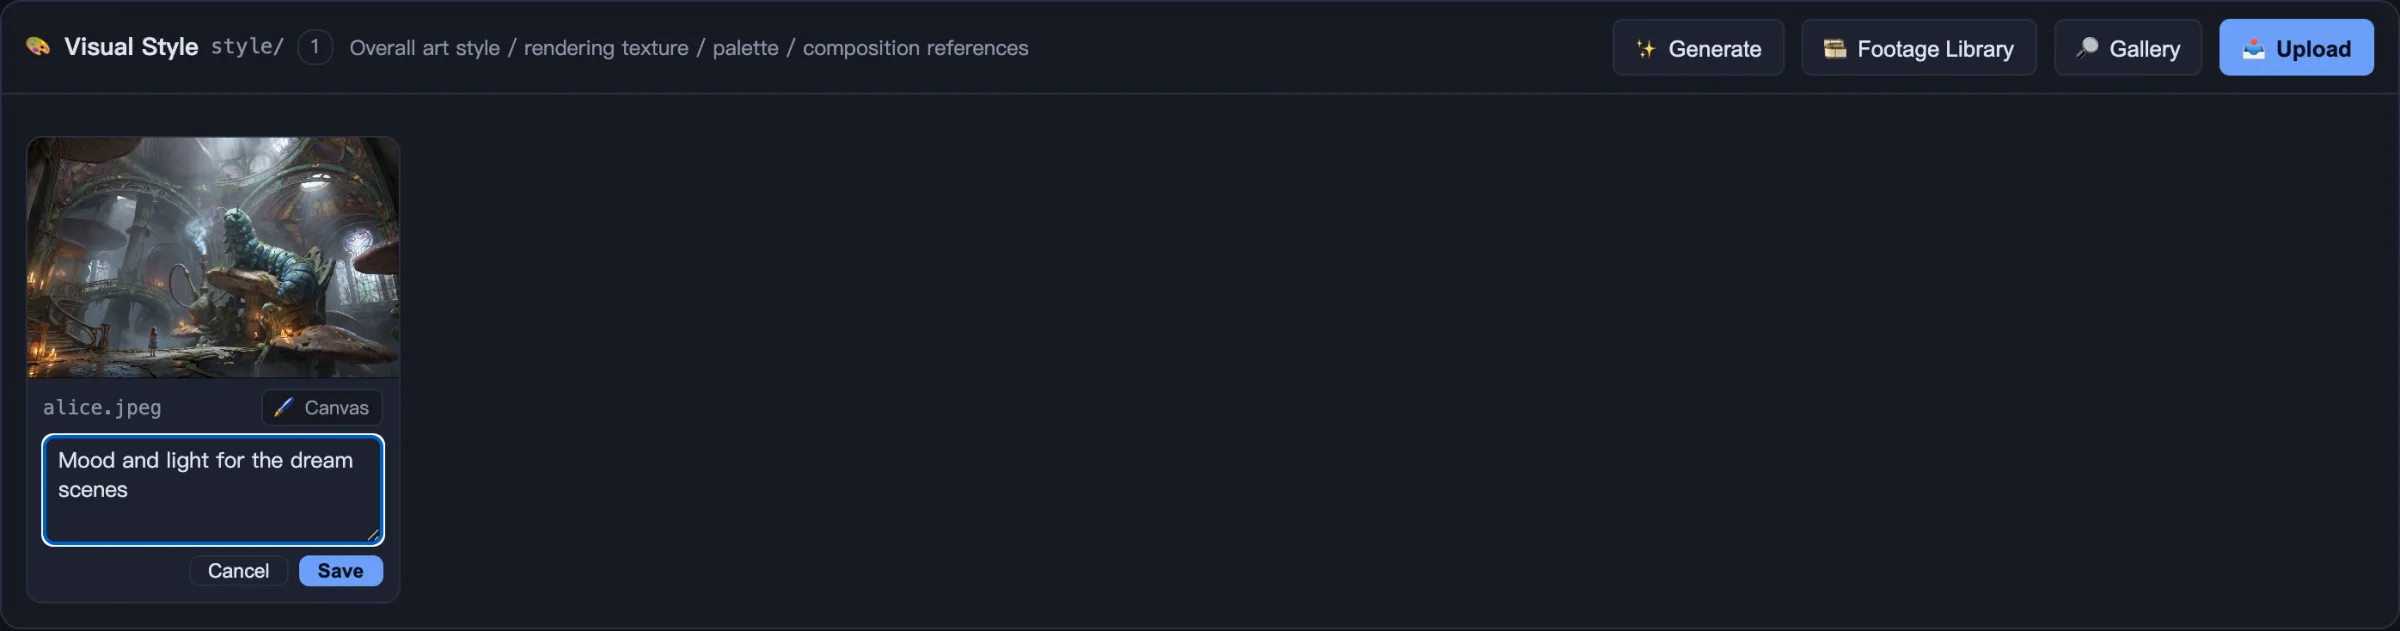 Visual Style style/ 1 Overall art style / rendering texture / palette / composition references
Generate
Footage Library
Gallery
Upload
alice.jpeg
Canvas
Mood and light for the dream
scenes
Cancel
Save